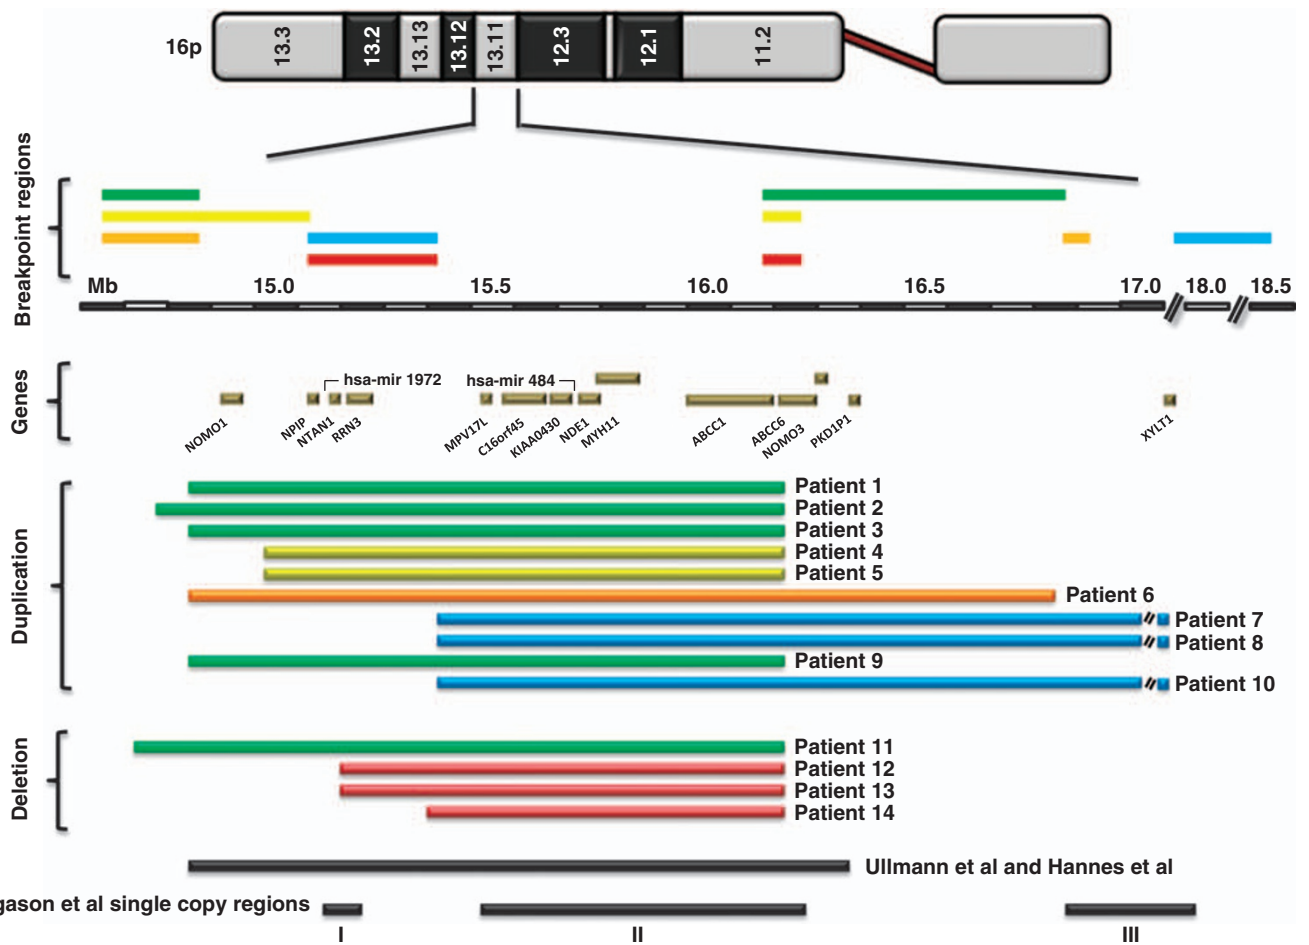 16p
13.3
13.2
13.13
13.12
13.11
12.3
12.1
11.2
Breakpoint regions
Mb 15.0 15.5 16.0 16.5 17.0 18.0 18.5
Genes
hsa-mir 1972
hsa-mir 484
NOMO1
NPIP
NTAN1
RRN3
MPV17L
C16orf45
KIAA0430
NDE1
MYH11
ABCC1
ABCC6
NOMO3
PKD1P1
XYLT1
Duplication
Patient 1
Patient 2
Patient 3
Patient 4
Patient 5
Patient 6
Patient 7
Patient 8
Patient 9
Patient 10
Deletion
Patient 11
Patient 12
Patient 13
Patient 14
Ullmann et al and Hannes et al
gason et al single copy regions
I II III